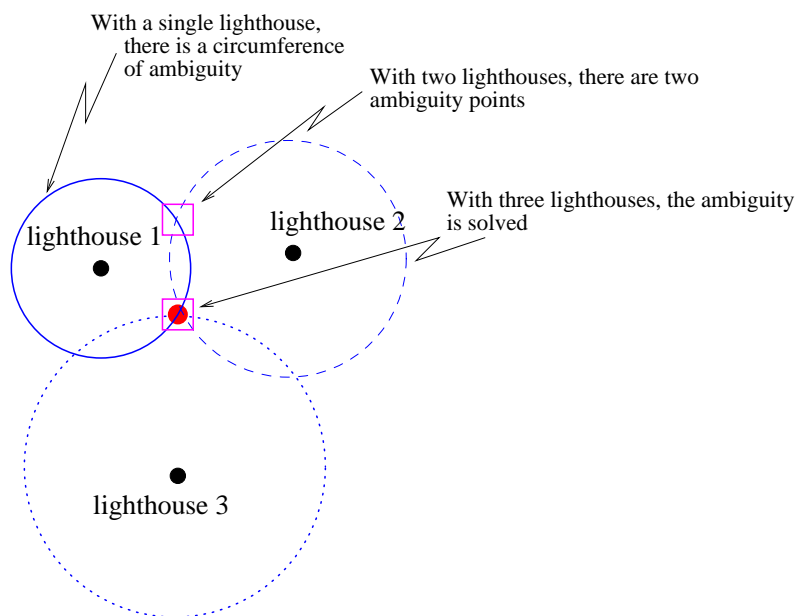 With a single lighthouse,
there is a circumference
of ambiguity
With two lighthouses, there are two
ambiguity points
With three lighthouses, the ambiguity
is solved
lighthouse 1
lighthouse 2
lighthouse 3